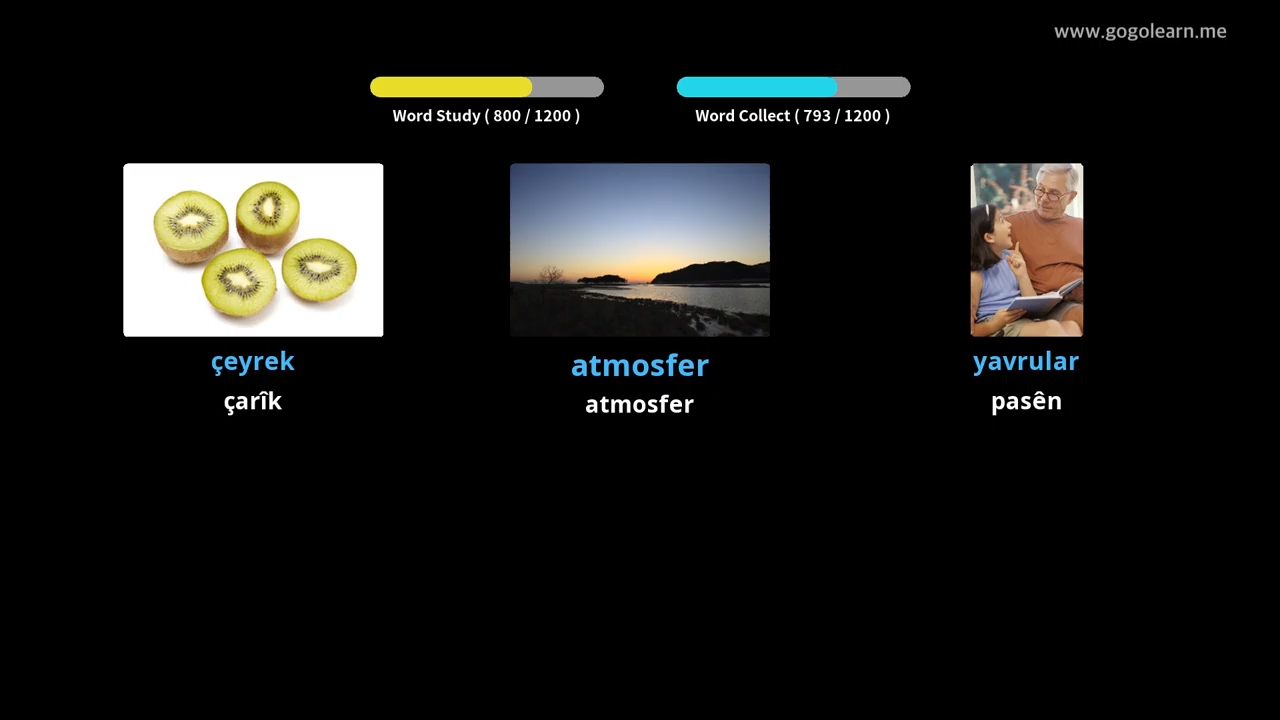 www.gogolearn.me
Word Study ( 800 / 1200 )
Word Collect ( 793 / 1200 )
çeyrek
atmosfer
yavrular
çarîk
atmosfer
pasên